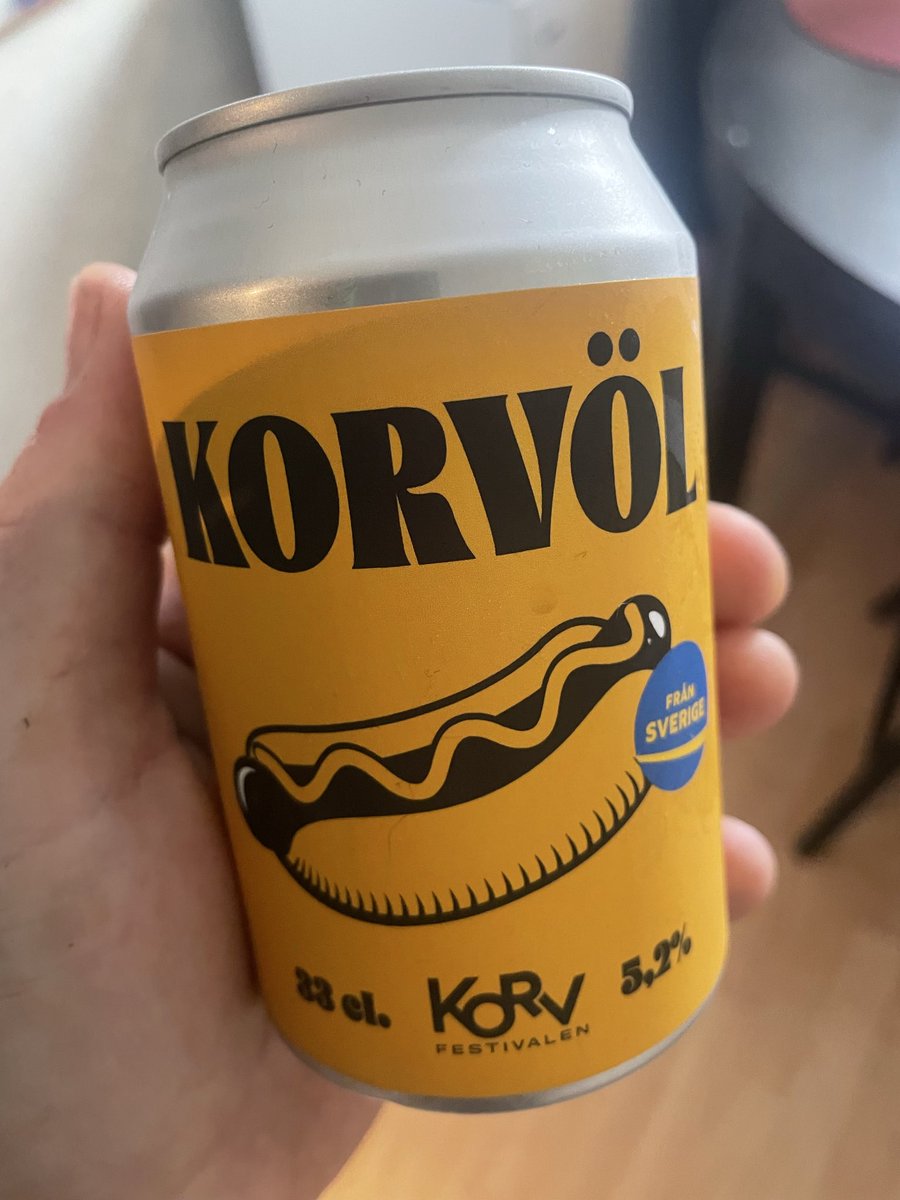 KORVÖL
FRÅN
SVERIGE
33 cl.
KORV
FESTIVALEN
5,2%